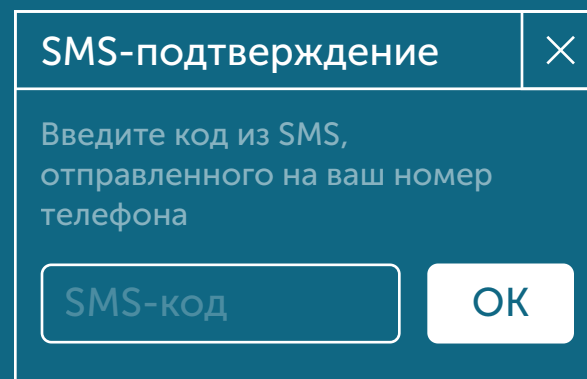 SMS-подтверждение
Введите код из SMS,
отправленного на ваш номер
телефона
SMS-код
OK